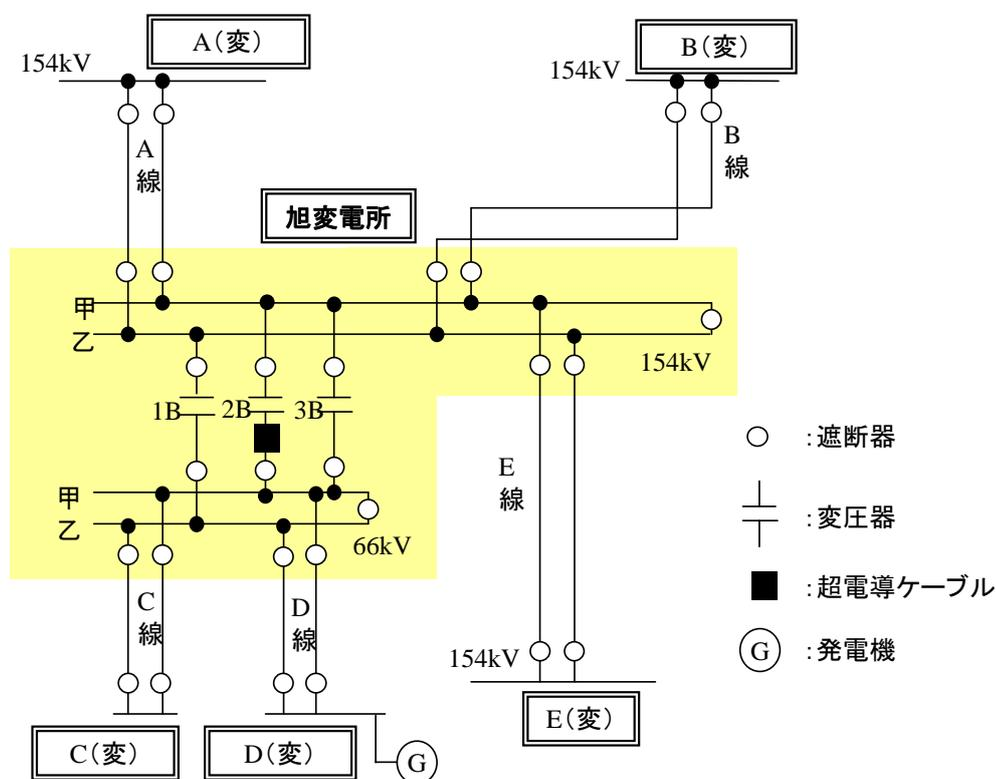 A（変）
154kV
B（変）
154kV
A
線
B
線
旭変電所
甲
乙
154kV
1B
2B
3B
甲
乙
66kV
C
線
D
線
E
線
154kV
C（変）
D（変）
G
E（変）
：遮断器
：変圧器
：超電導ケーブル
G
：発電機